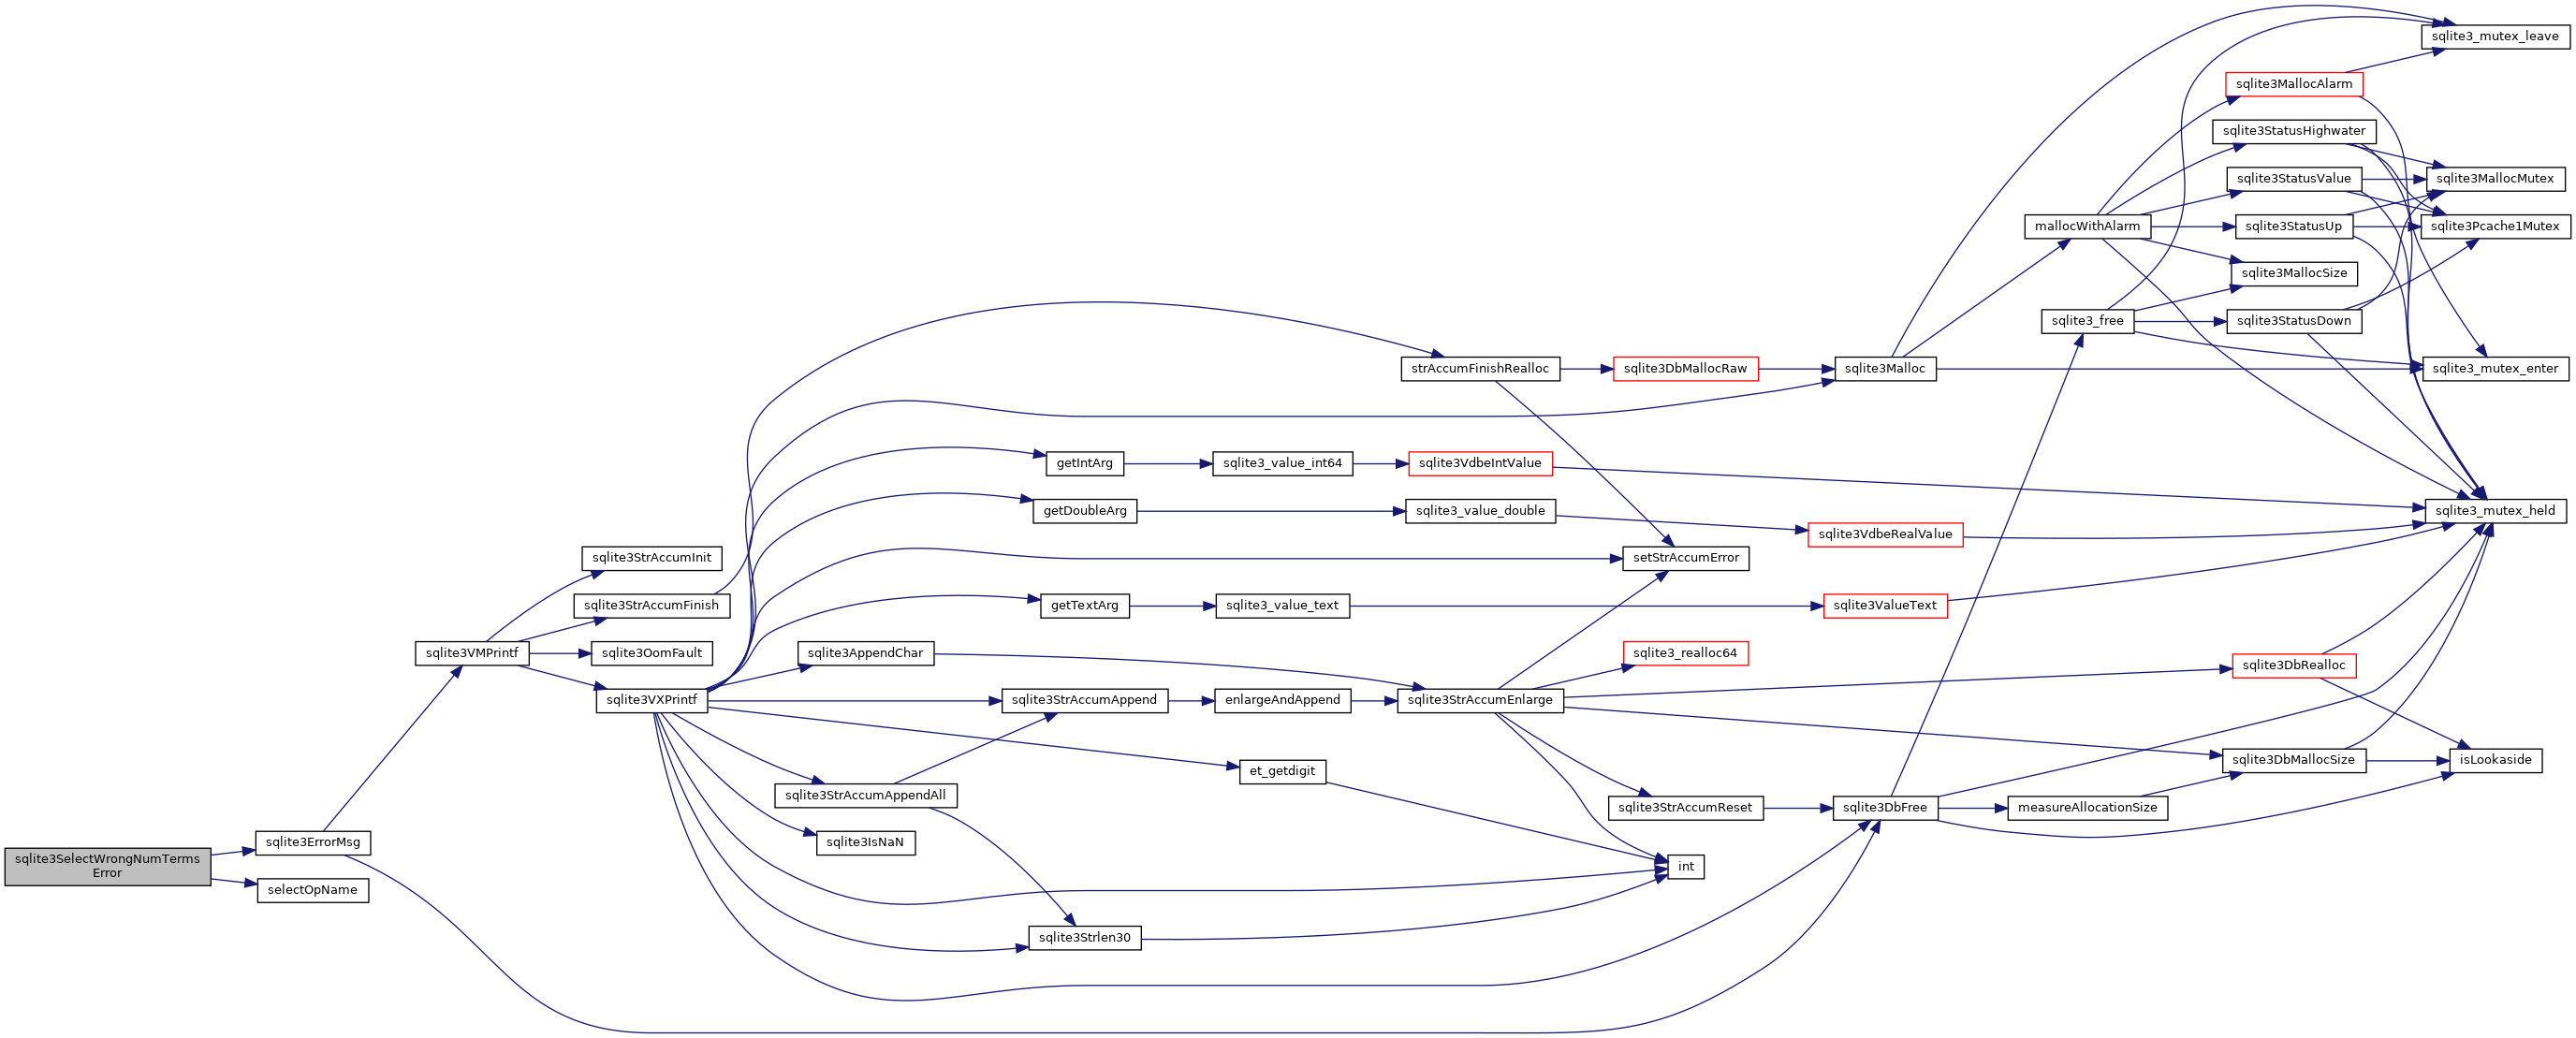 sqlite3SelectWrongNumTerms
Error
sqlite3ErrorMsg
selectOpName
sqlite3VMPrintf
sqlite3StrAccumInit
sqlite3StrAccumFinish
sqlite3OomFault
sqlite3VXPrintf
sqlite3AppendChar
sqlite3StrAccumAppendAll
sqlite3IsNaN
getIntArg
getDoubleArg
getTextArg
sqlite3StrAccumAppend
sqlite3Strlen30
sqlite3_value_int64
sqlite3_value_text
enlargeAndAppend
et_getdigit
strAccumFinishRealloc
sqlite3VdbeIntValue
sqlite3_value_double
sqlite3StrAccumEnlarge
sqlite3DbMallocRaw
setStrAccumError
sqlite3_realloc64
sqlite3StrAccumReset
int
sqlite3Malloc
sqlite3VdbeRealValue
sqlite3ValueText
sqlite3DbFree
mallocWithAlarm
sqlite3_free
measureAllocationSize
sqlite3MallocAlarm
sqlite3StatusHighwater
sqlite3StatusValue
sqlite3StatusUp
sqlite3MallocSize
sqlite3StatusDown
sqlite3DbRealloc
sqlite3DbMallocSize
sqlite3_mutex_leave
sqlite3MallocMutex
sqlite3Pcache1Mutex
sqlite3_mutex_enter
sqlite3_mutex_held
isLookaside